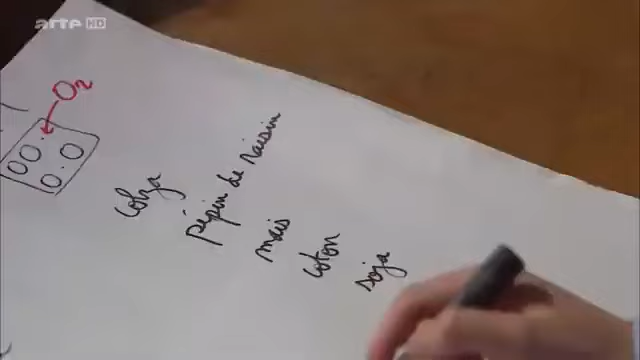 arte HD
O2
colza
pépin de raisin
maïs
coton
soja